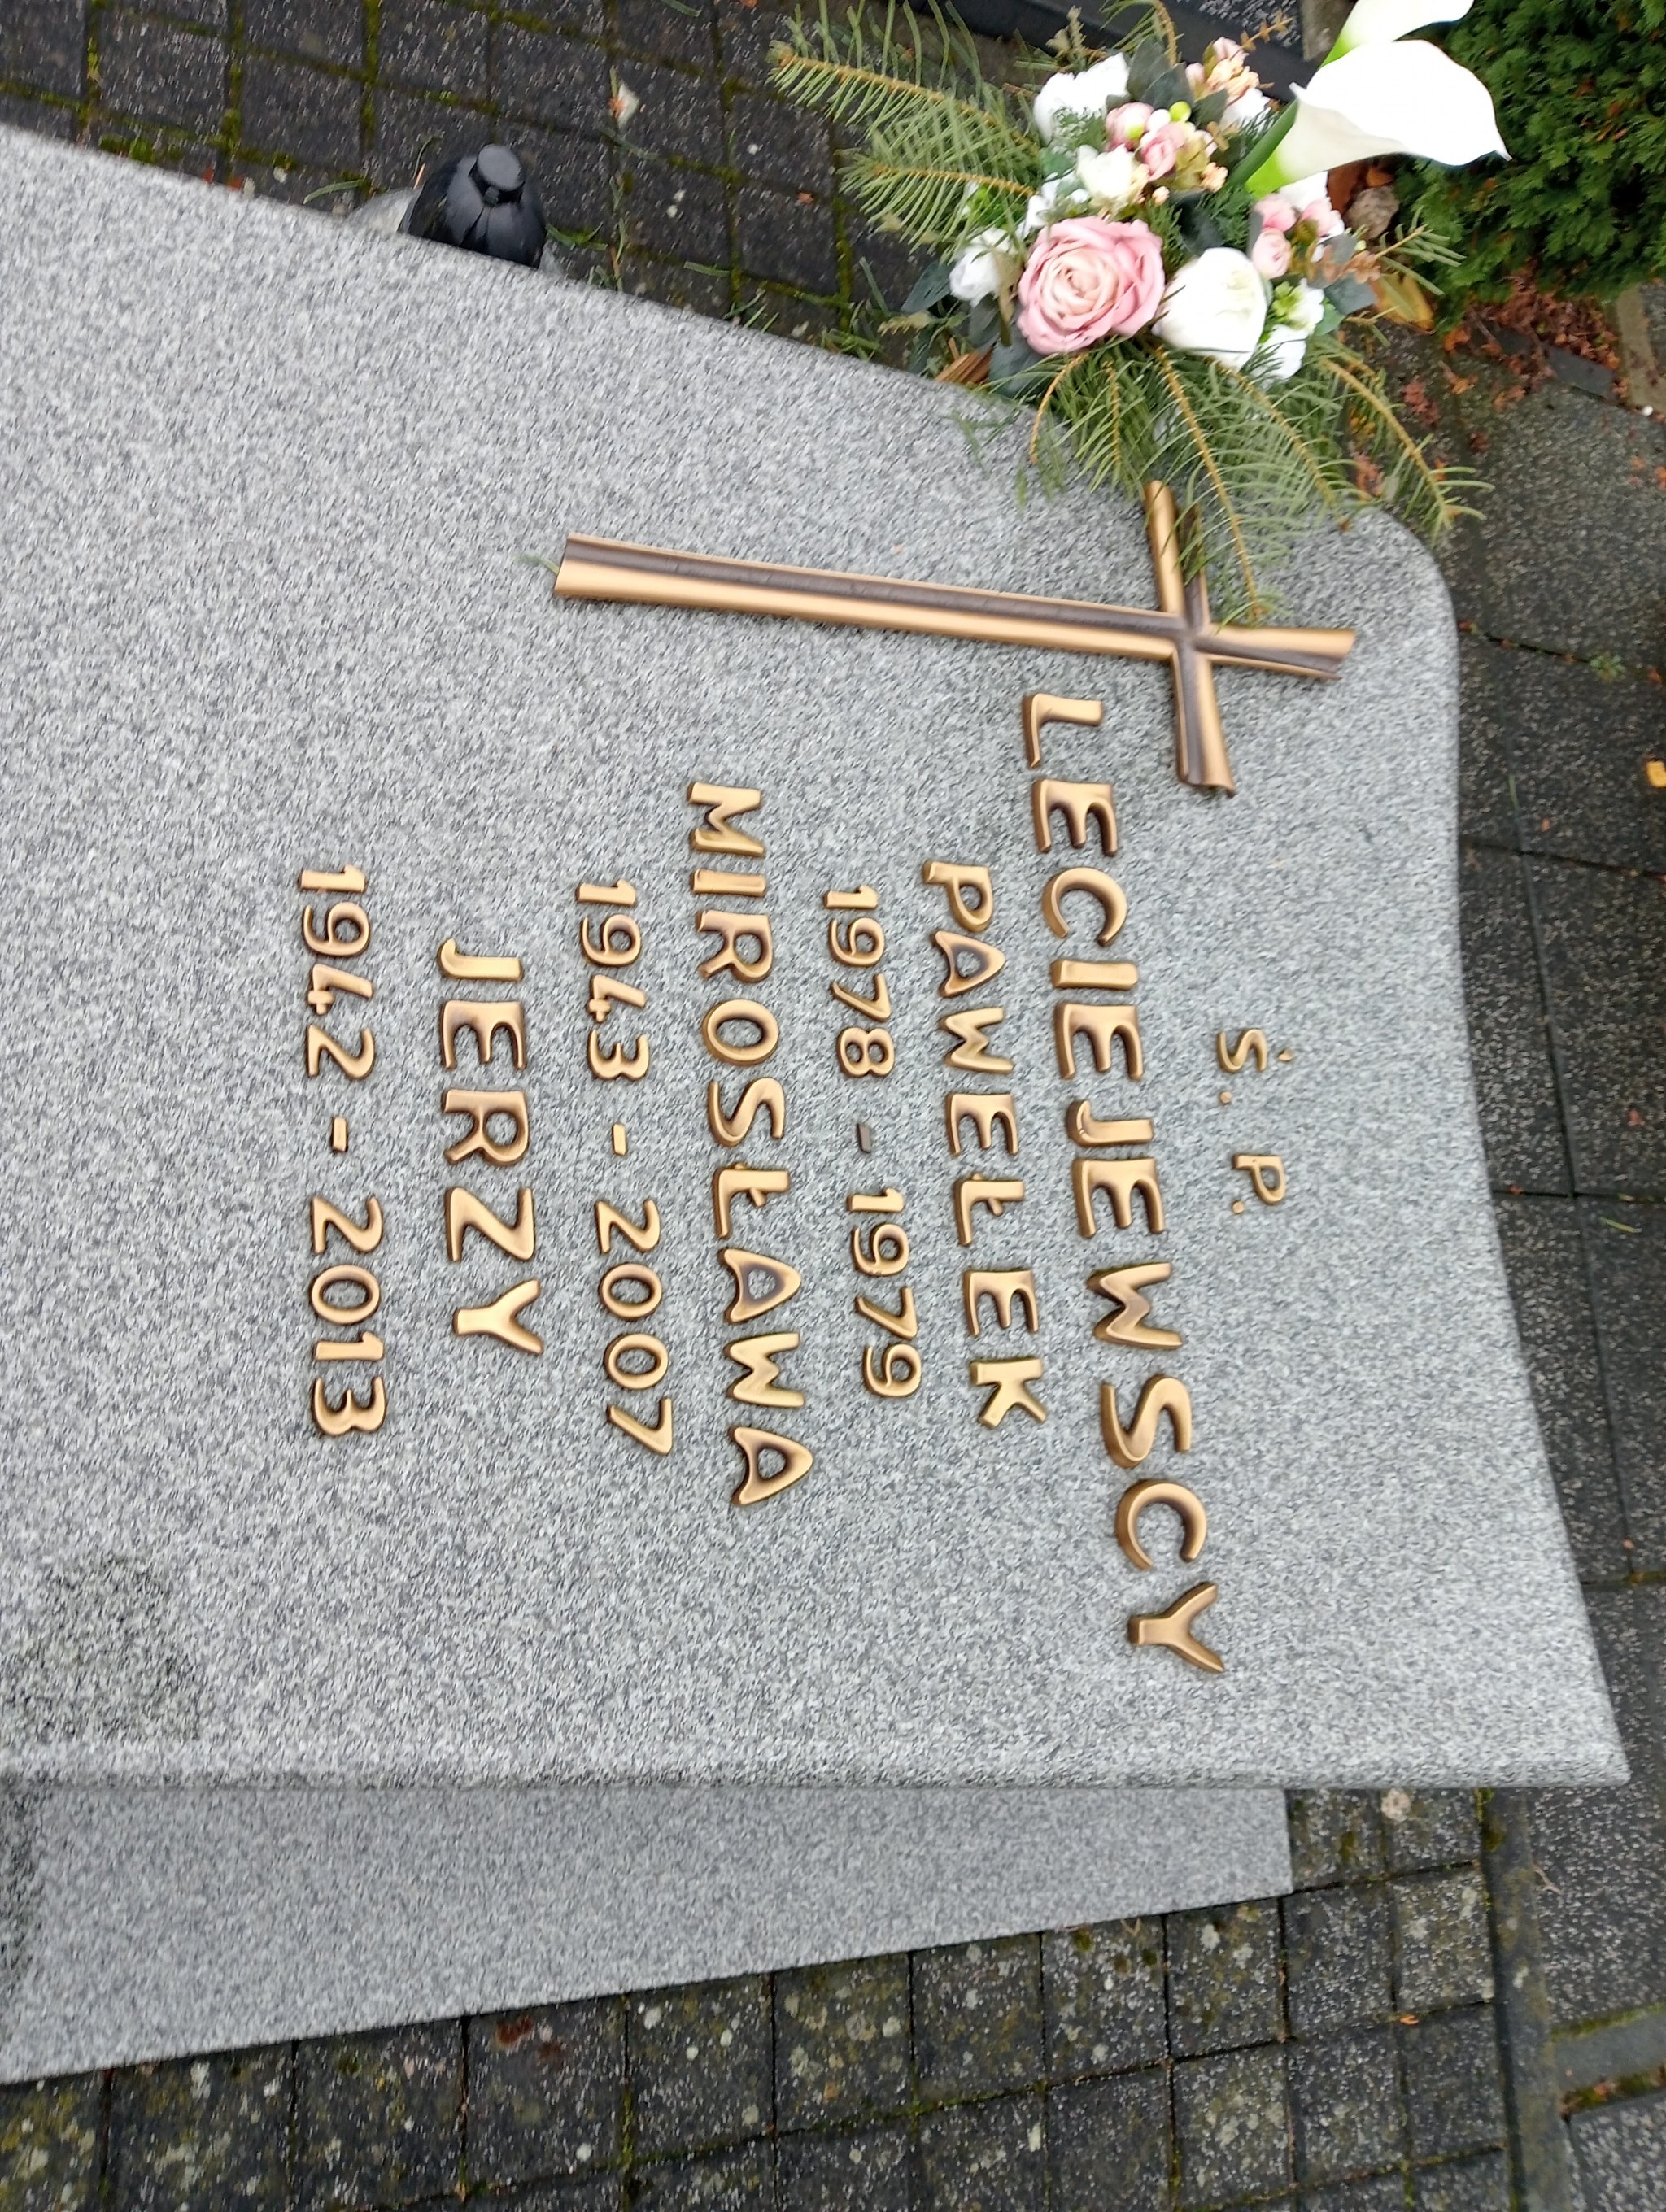 Ś. P.
LECIEJEWSCY
PAWEŁEK
1978 - 1979
MIROSŁAWA
1943 - 2007
JERZY
1942 - 2013